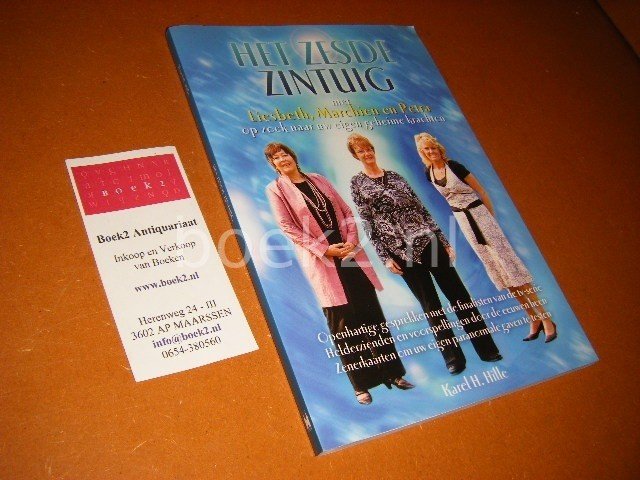 HET ZESDE
ZINTUIG
met
Liesbeth, Marchien en Petra
op zoek naar uw eigen geheime krachten
Openhartige gesprekken met de finalisten van de tv-serie
Helderzienden en voorspellingen door de eeuwen heen
Zenerkaarten om uw eigen paranormale gaven te testen
Karel H. Hille
BOEK2
Boek2 Antiquariaat
Inkoop en Verkoop
van Boeken
www.boek2.nl
Herenweg 24 - III
3602 AP MAARSSEN
info@boek2.nl
0654-380560
boek2.nl